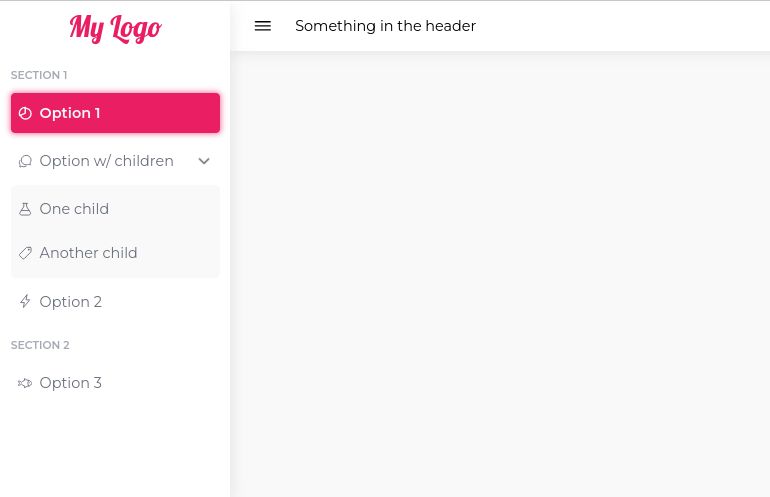 My Logo
Something in the header
SECTION 1
Option 1
Option w/ children
One child
Another child
Option 2
SECTION 2
Option 3